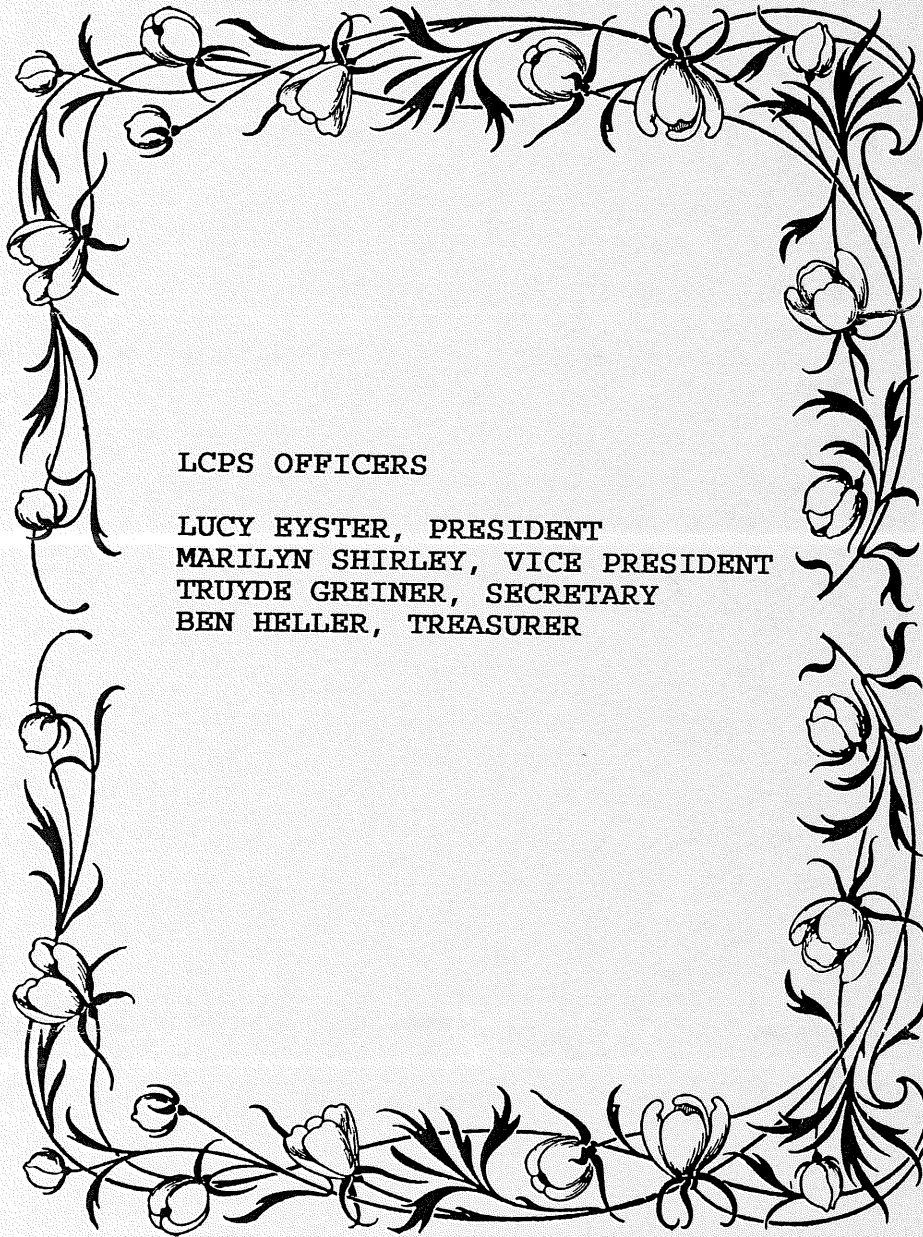 LCPS OFFICERS
LUCY EYSTER, PRESIDENT
MARILYN SHIRLEY, VICE PRESIDENT
TRUYDE GREINER, SECRETARY
BEN HELLER, TREASURER